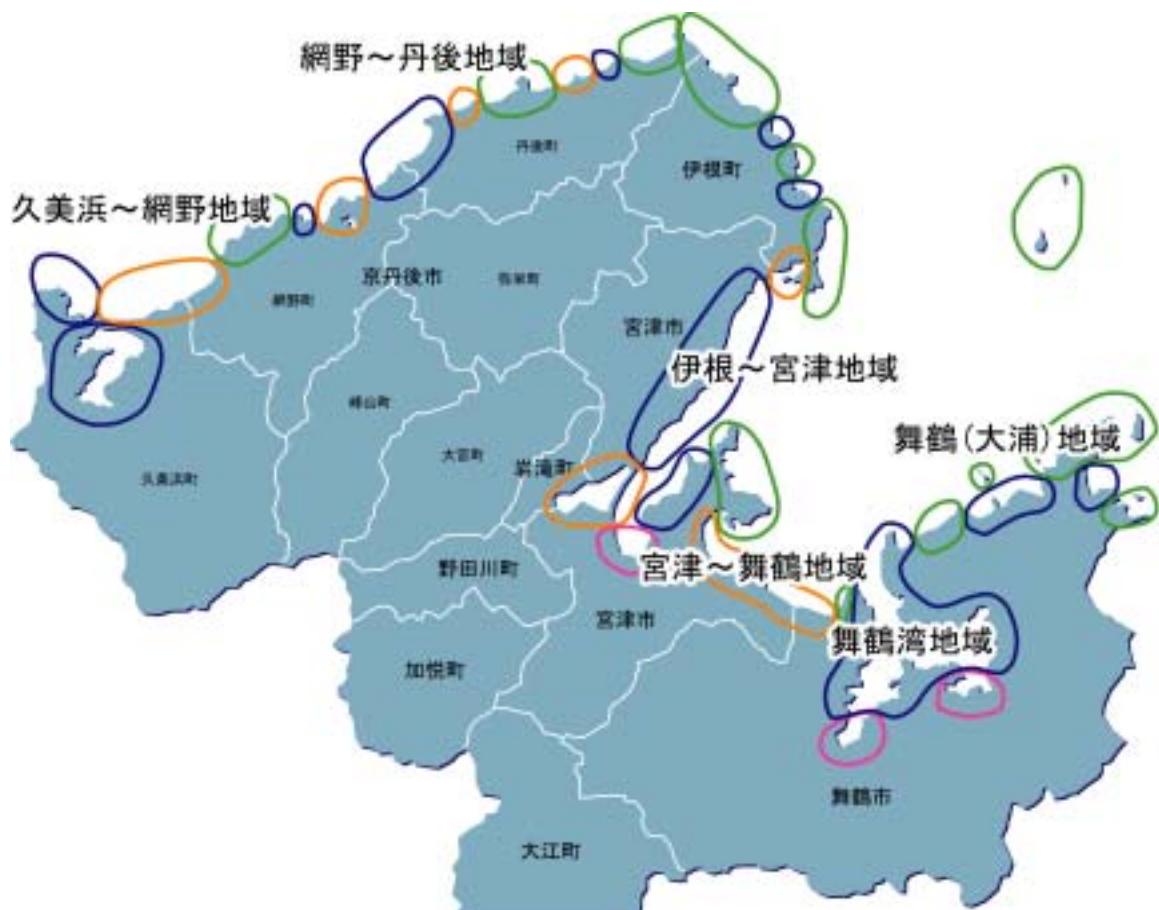 網野～丹後地域
丹後町
伊根町
久美浜～網野地域
京丹後市
弥栄町
網野町
宮津市
伊根～宮津地域
峰山町
大宮町
岩滝町
舞鶴(大浦)地域
久美浜町
野田川町
宮津～舞鶴地域
宮津市
舞鶴湾地域
加悦町
舞鶴市
大江町